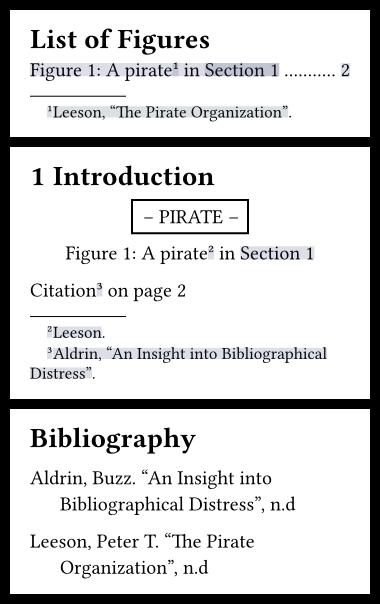 List of Figures
Figure 1: A pirate¹ in Section 1 ........... 2
¹Leeson, “The Pirate Organization”.
1 Introduction
– PIRATE –
Figure 1: A pirate² in Section 1
Citation³ on page 2
²Leeson.
³Aldrin, “An Insight into Bibliographical
Distress”.
Bibliography
Aldrin, Buzz. “An Insight into
Bibliographical Distress”, n.d
Leeson, Peter T. “The Pirate
Organization”, n.d